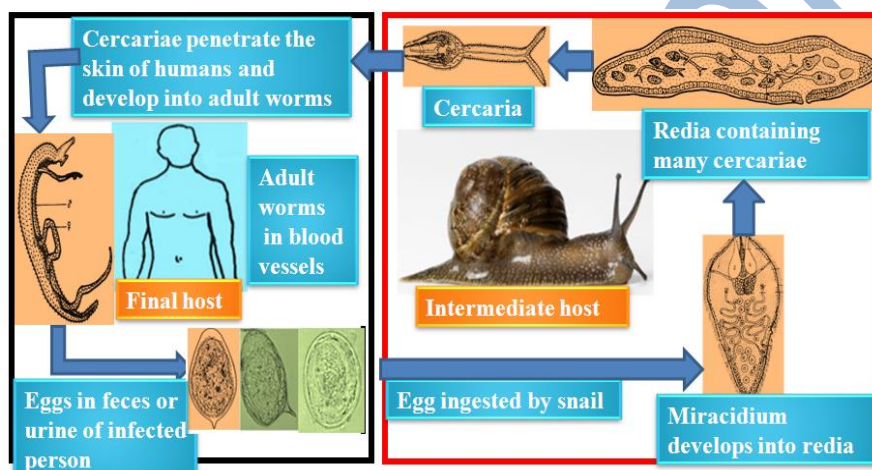 Cercariae penetrate the
skin of humans and
develop into adult worms
Adult
worms
in blood
vessels
Final host
Eggs in feces or
urine of infected
person
Cercaria
Redia containing
many cercariae
Intermediate host
Egg ingested by snail
Miracidium
develops into redia